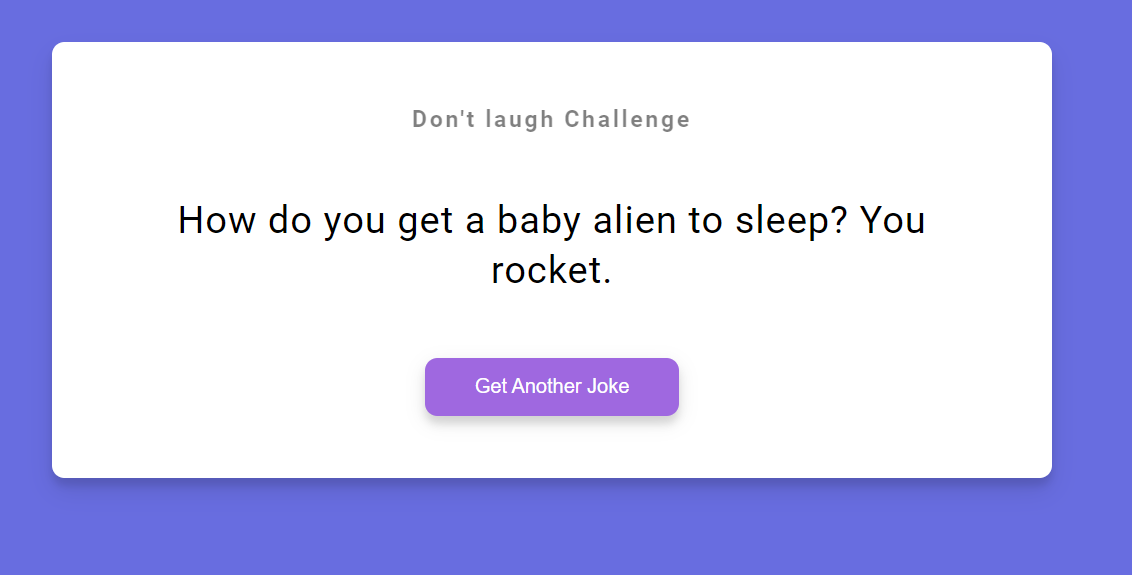 Don't laugh Challenge
How do you get a baby alien to sleep? You
rocket.
Get Another Joke